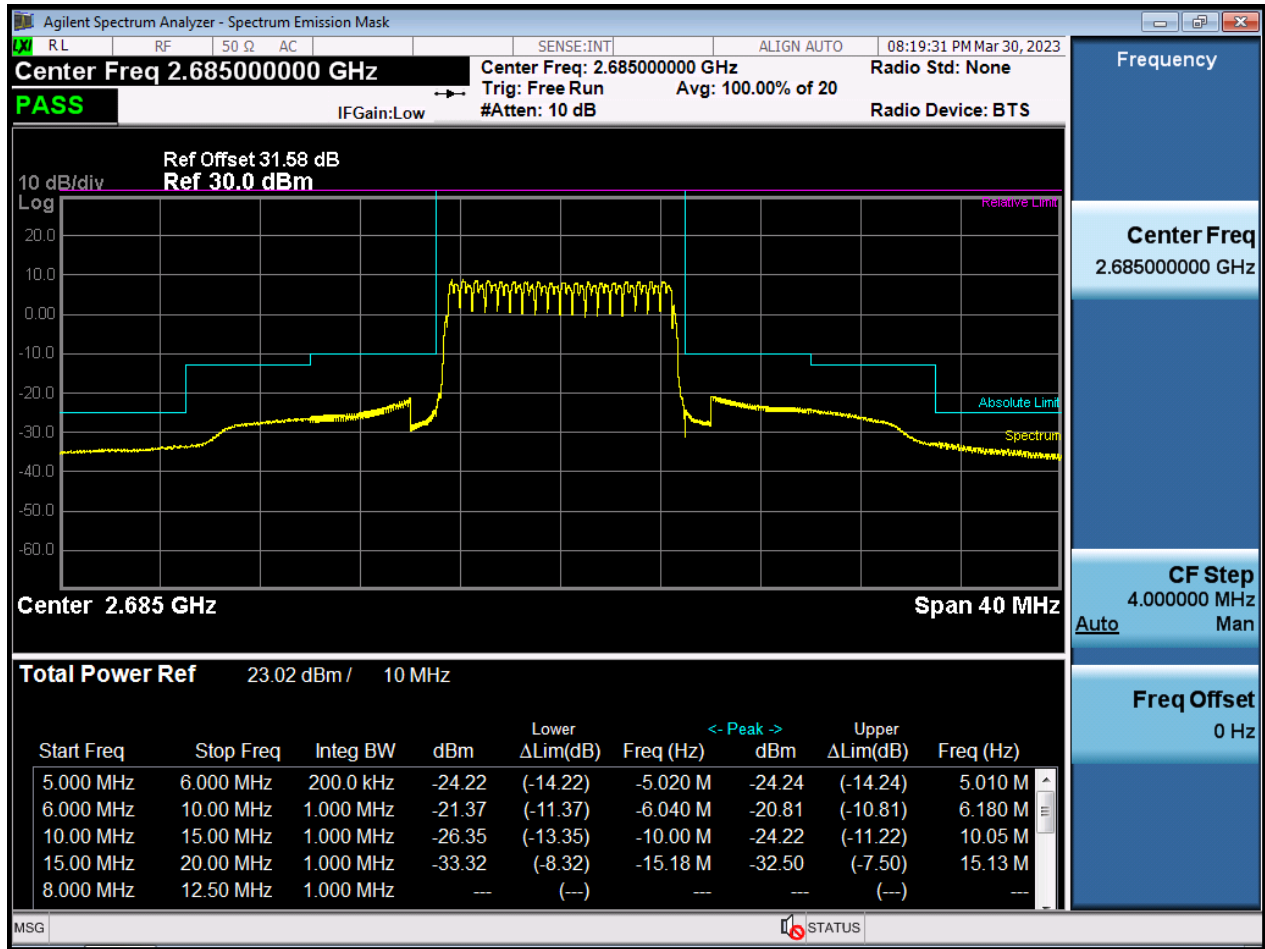 Agilent Spectrum Analyzer - Spectrum Emission Mask
LXI RL RF 50 Ω AC SENSE:INT ALIGN AUTO 08:19:31 PM Mar 30, 2023
Center Freq 2.685000000 GHz
PASS
IFGain:Low
Center Freq: 2.685000000 GHz
Trig: Free Run Avg: 100.00% of 20
#Atten: 10 dB
Radio Std: None
Radio Device: BTS
Ref Offset 31.58 dB
10 dB/div Ref 30.0 dBm
Log
Relative Limit
20.0
10.0
0.00
-10.0
-20.0
Absolute Limit
-30.0
Spectrum
-40.0
-50.0
-60.0
Center 2.685 GHz Span 40 MHz
Total Power Ref 23.02 dBm / 10 MHz
Lower <- Peak -> Upper
Start Freq Stop Freq Integ BW dBm ΔLim(dB) Freq (Hz) dBm ΔLim(dB) Freq (Hz)
5.000 MHz 6.000 MHz 200.0 kHz -24.22 (-14.22) -5.020 M -24.24 (-14.24) 5.010 M
6.000 MHz 10.00 MHz 1.000 MHz -21.37 (-11.37) -6.040 M -20.81 (-10.81) 6.180 M
10.00 MHz 15.00 MHz 1.000 MHz -26.35 (-13.35) -10.00 M -24.22 (-11.22) 10.05 M
15.00 MHz 20.00 MHz 1.000 MHz -33.32 (-8.32) -15.18 M -32.50 (-7.50) 15.13 M
8.000 MHz 12.50 MHz 1.000 MHz --- (---) --- --- (---) ---
MSG STATUS
Frequency
Center Freq
2.685000000 GHz
CF Step
4.000000 MHz
Auto Man
Freq Offset
0 Hz